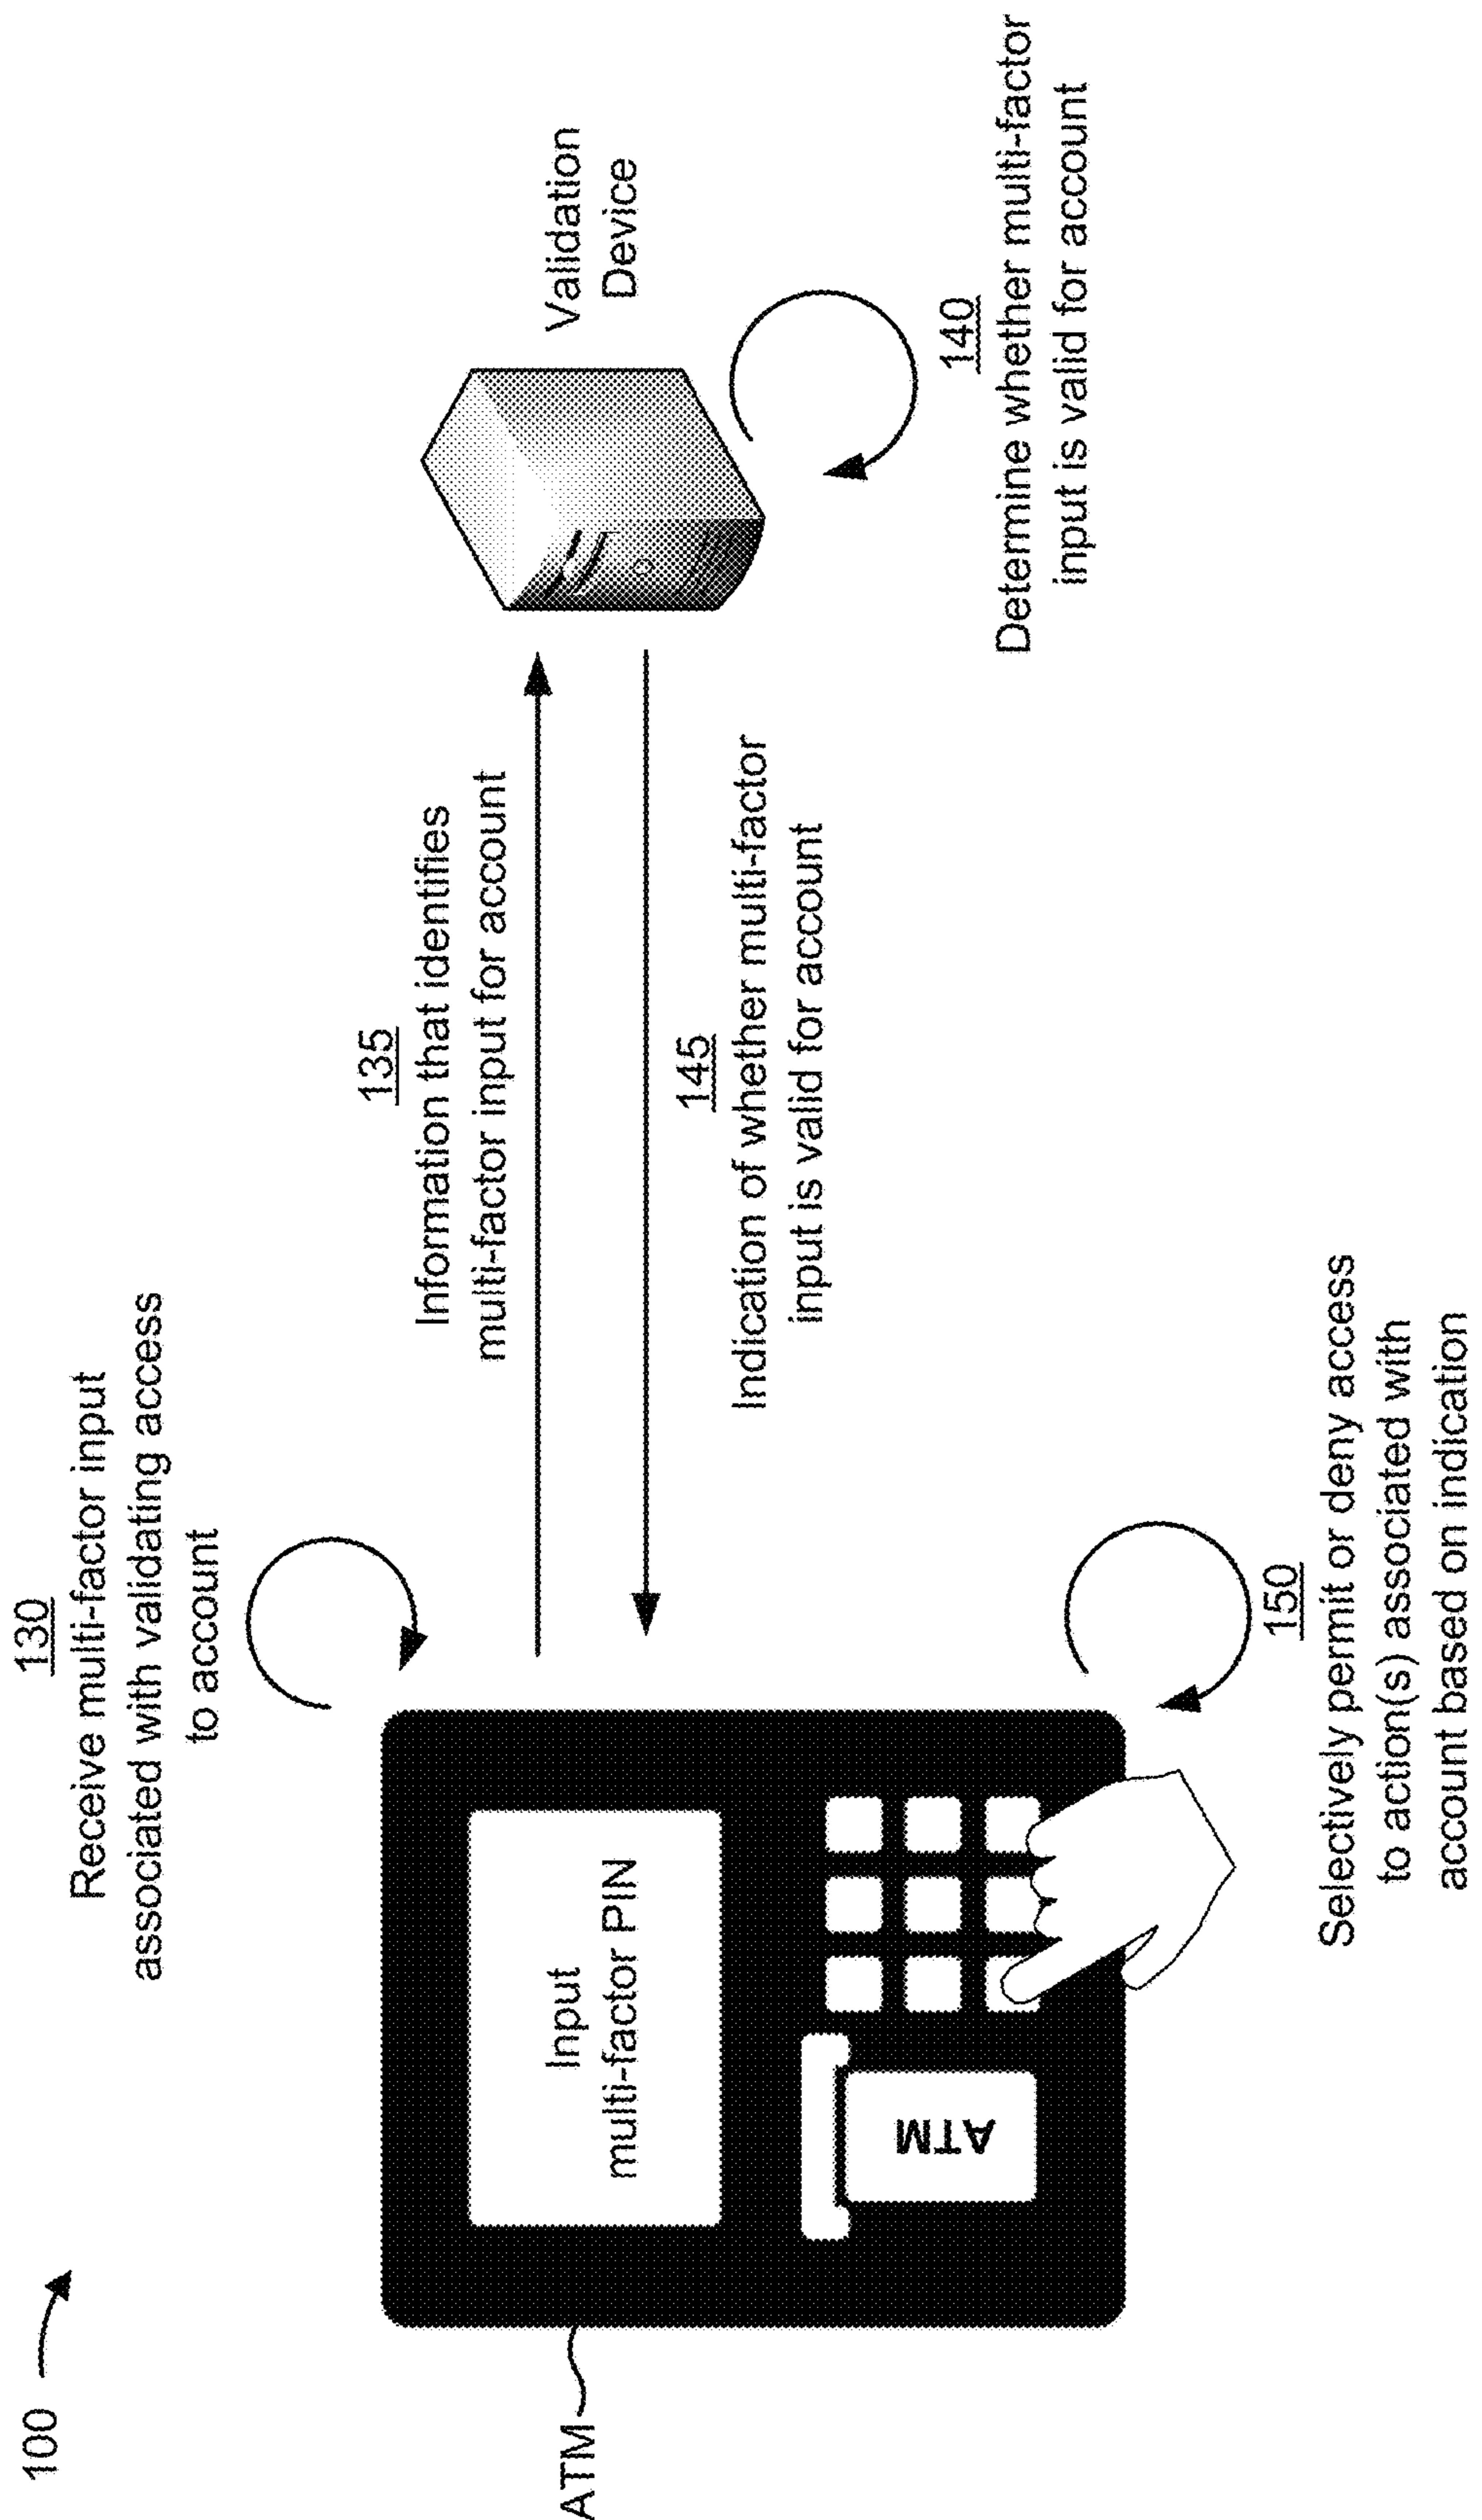 100
130
Receive multi-factor input
associated with validating access
to account
135
Information that identifies
multi-factor input for account
145
Indication of whether multi-factor
input is valid for account
Validation
Device
140
Determine whether multi-factor
input is valid for account
ATM
Input
multi-factor PIN
ATM
150
Selectively permit or deny access
to action(s) associated with
account based on indication